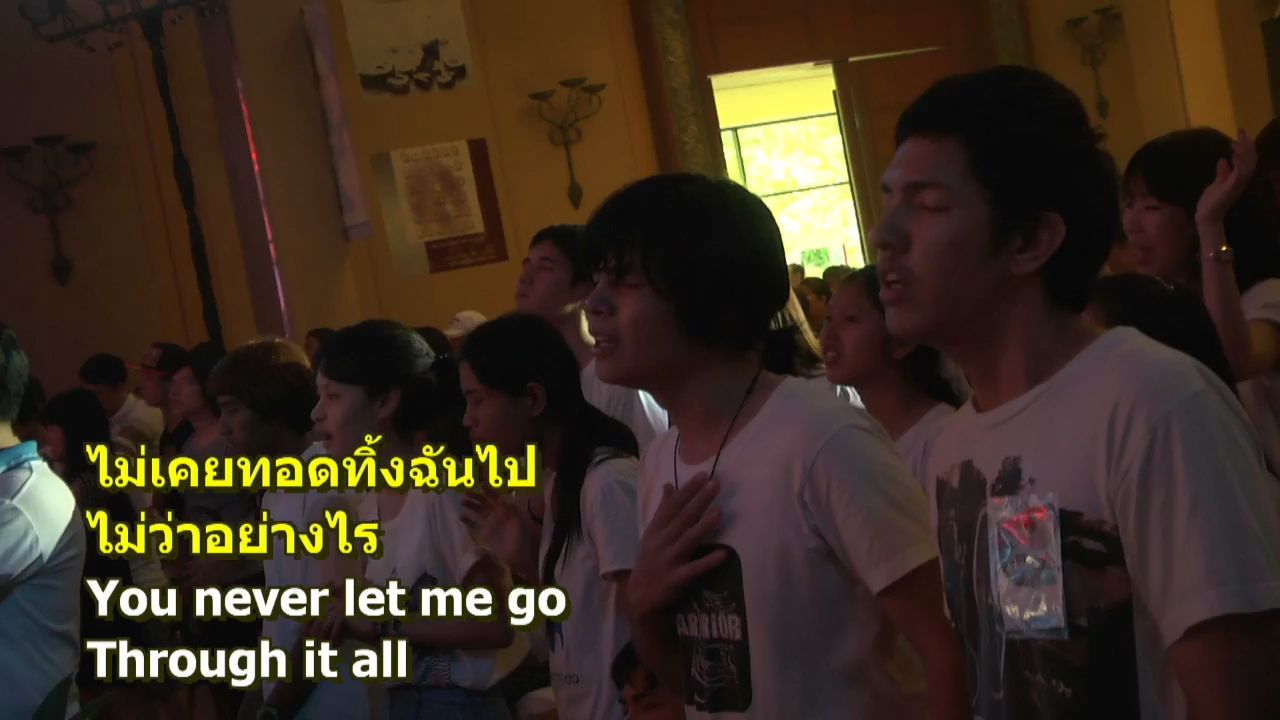 ไม่เคยทอดทิ้งฉันไป
ไม่ว่าอย่างไร
You never let me go
Through it all